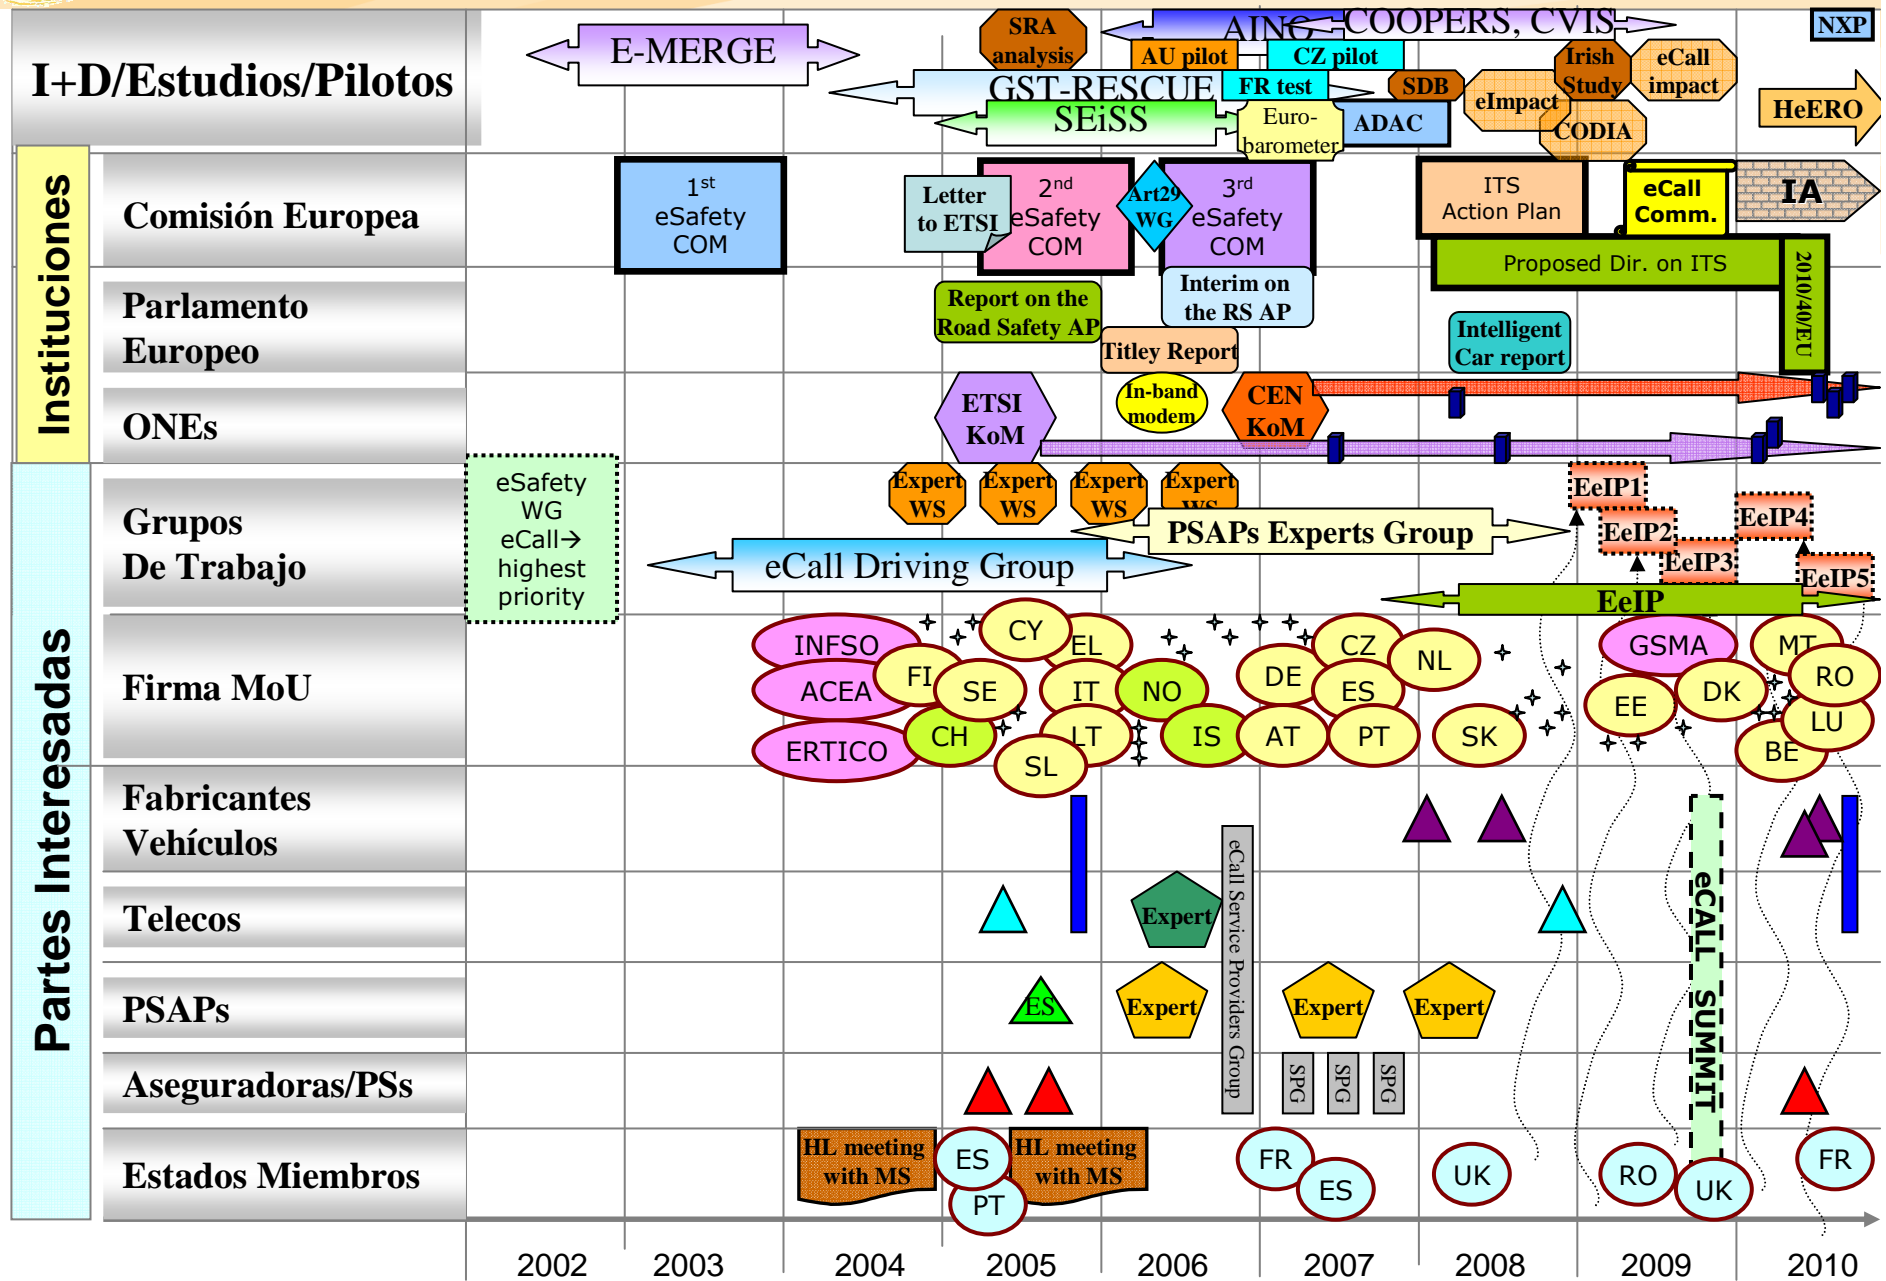 I+D/Estudios/Pilotos
E-MERGE
SRA
analysis
AINO
COOPERS, CVIS
NXP
AU pilot
CZ pilot
Irish
Study
eCall
impact
GST-RESCUE
FR test
SDB
eImpact
HeERO
SEiSS
Euro-
barometer
ADAC
CODIA
Instituciones
Comisión Europea
1st
eSafety
COM
Letter
to ETSI
2nd
eSafety
COM
Art29
WG
3rd
eSafety
COM
ITS
Action Plan
eCall
Comm.
IA
Proposed Dir. on ITS
2010/40/EU
Parlamento
Europeo
Report on the
Road Safety AP
Interim on
the RS AP
Titley Report
Intelligent
Car report
ONEs
ETSI
KoM
In-band
modem
CEN
KoM
Partes Interesadas
Grupos
De Trabajo
eSafety
WG
eCall→
highest
priority
Expert
WS
Expert
WS
Expert
WS
Expert
WS
PSAPs Experts Group
eCall Driving Group
EeIP1
EeIP2
EeIP3
EeIP4
EeIP5
EeIP
Firma MoU
INFSO
ACEA
ERTICO
FI
CH
SE
CY
EL
IT
LT
SL
NO
IS
DE
AT
CZ
ES
PT
NL
SK
GSMA
EE
DK
MT
RO
LU
BE
Fabricantes
Vehículos
Telecos
Expert
eCall Service Providers Group
eCALL SUMMIT
PSAPs
ES
Expert
Expert
Expert
Aseguradoras/PSs
SPG
SPG
SPG
Estados Miembros
HL meeting
with MS
ES
PT
HL meeting
with MS
FR
ES
UK
RO
UK
FR
2002
2003
2004
2005
2006
2007
2008
2009
2010